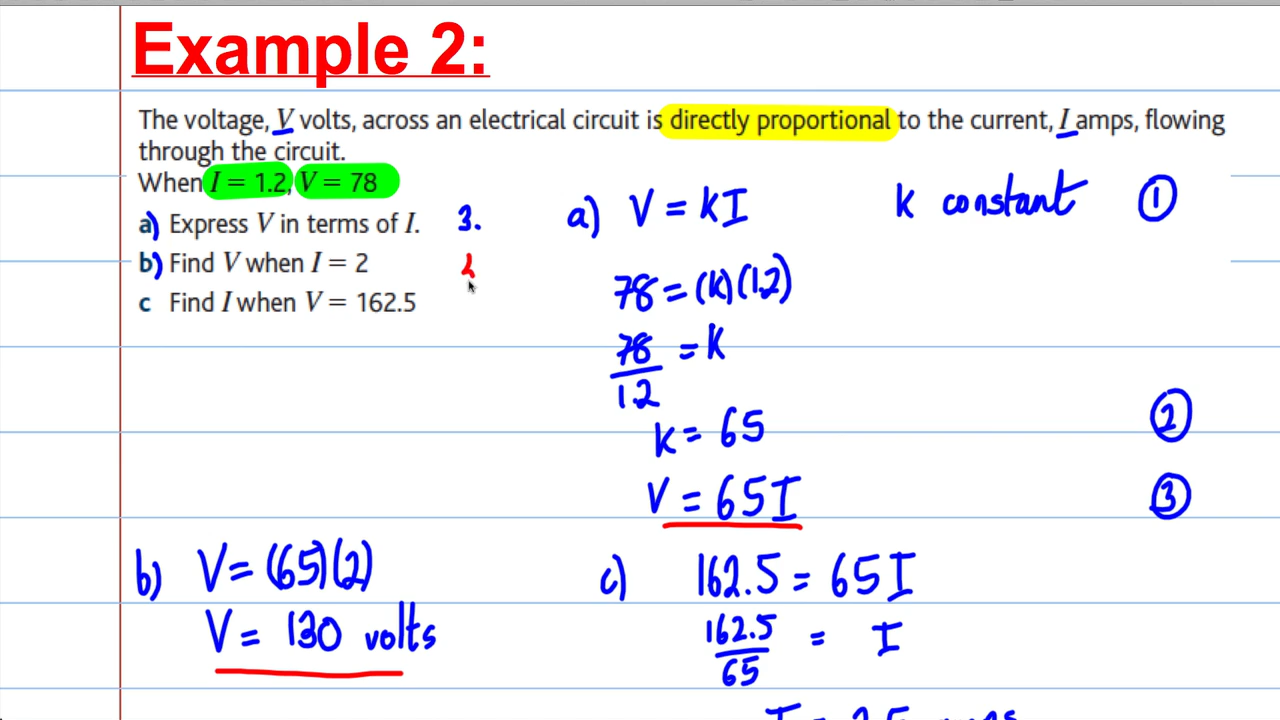 Example 2:
The voltage, V volts, across an electrical circuit is directly proportional to the current, I amps, flowing
through the circuit.
When I = 1.2, V = 78
a) Express V in terms of I. 3.
b) Find V when I = 2
c Find I when V = 162.5
a) V = kI k constant ①
78 = (k)(1.2)
78/1.2 = k
k = 65 ②
V = 65I ③
b) V = (65)(2)
V = 130 volts
c) 162.5 = 65I
162.5/65 = I